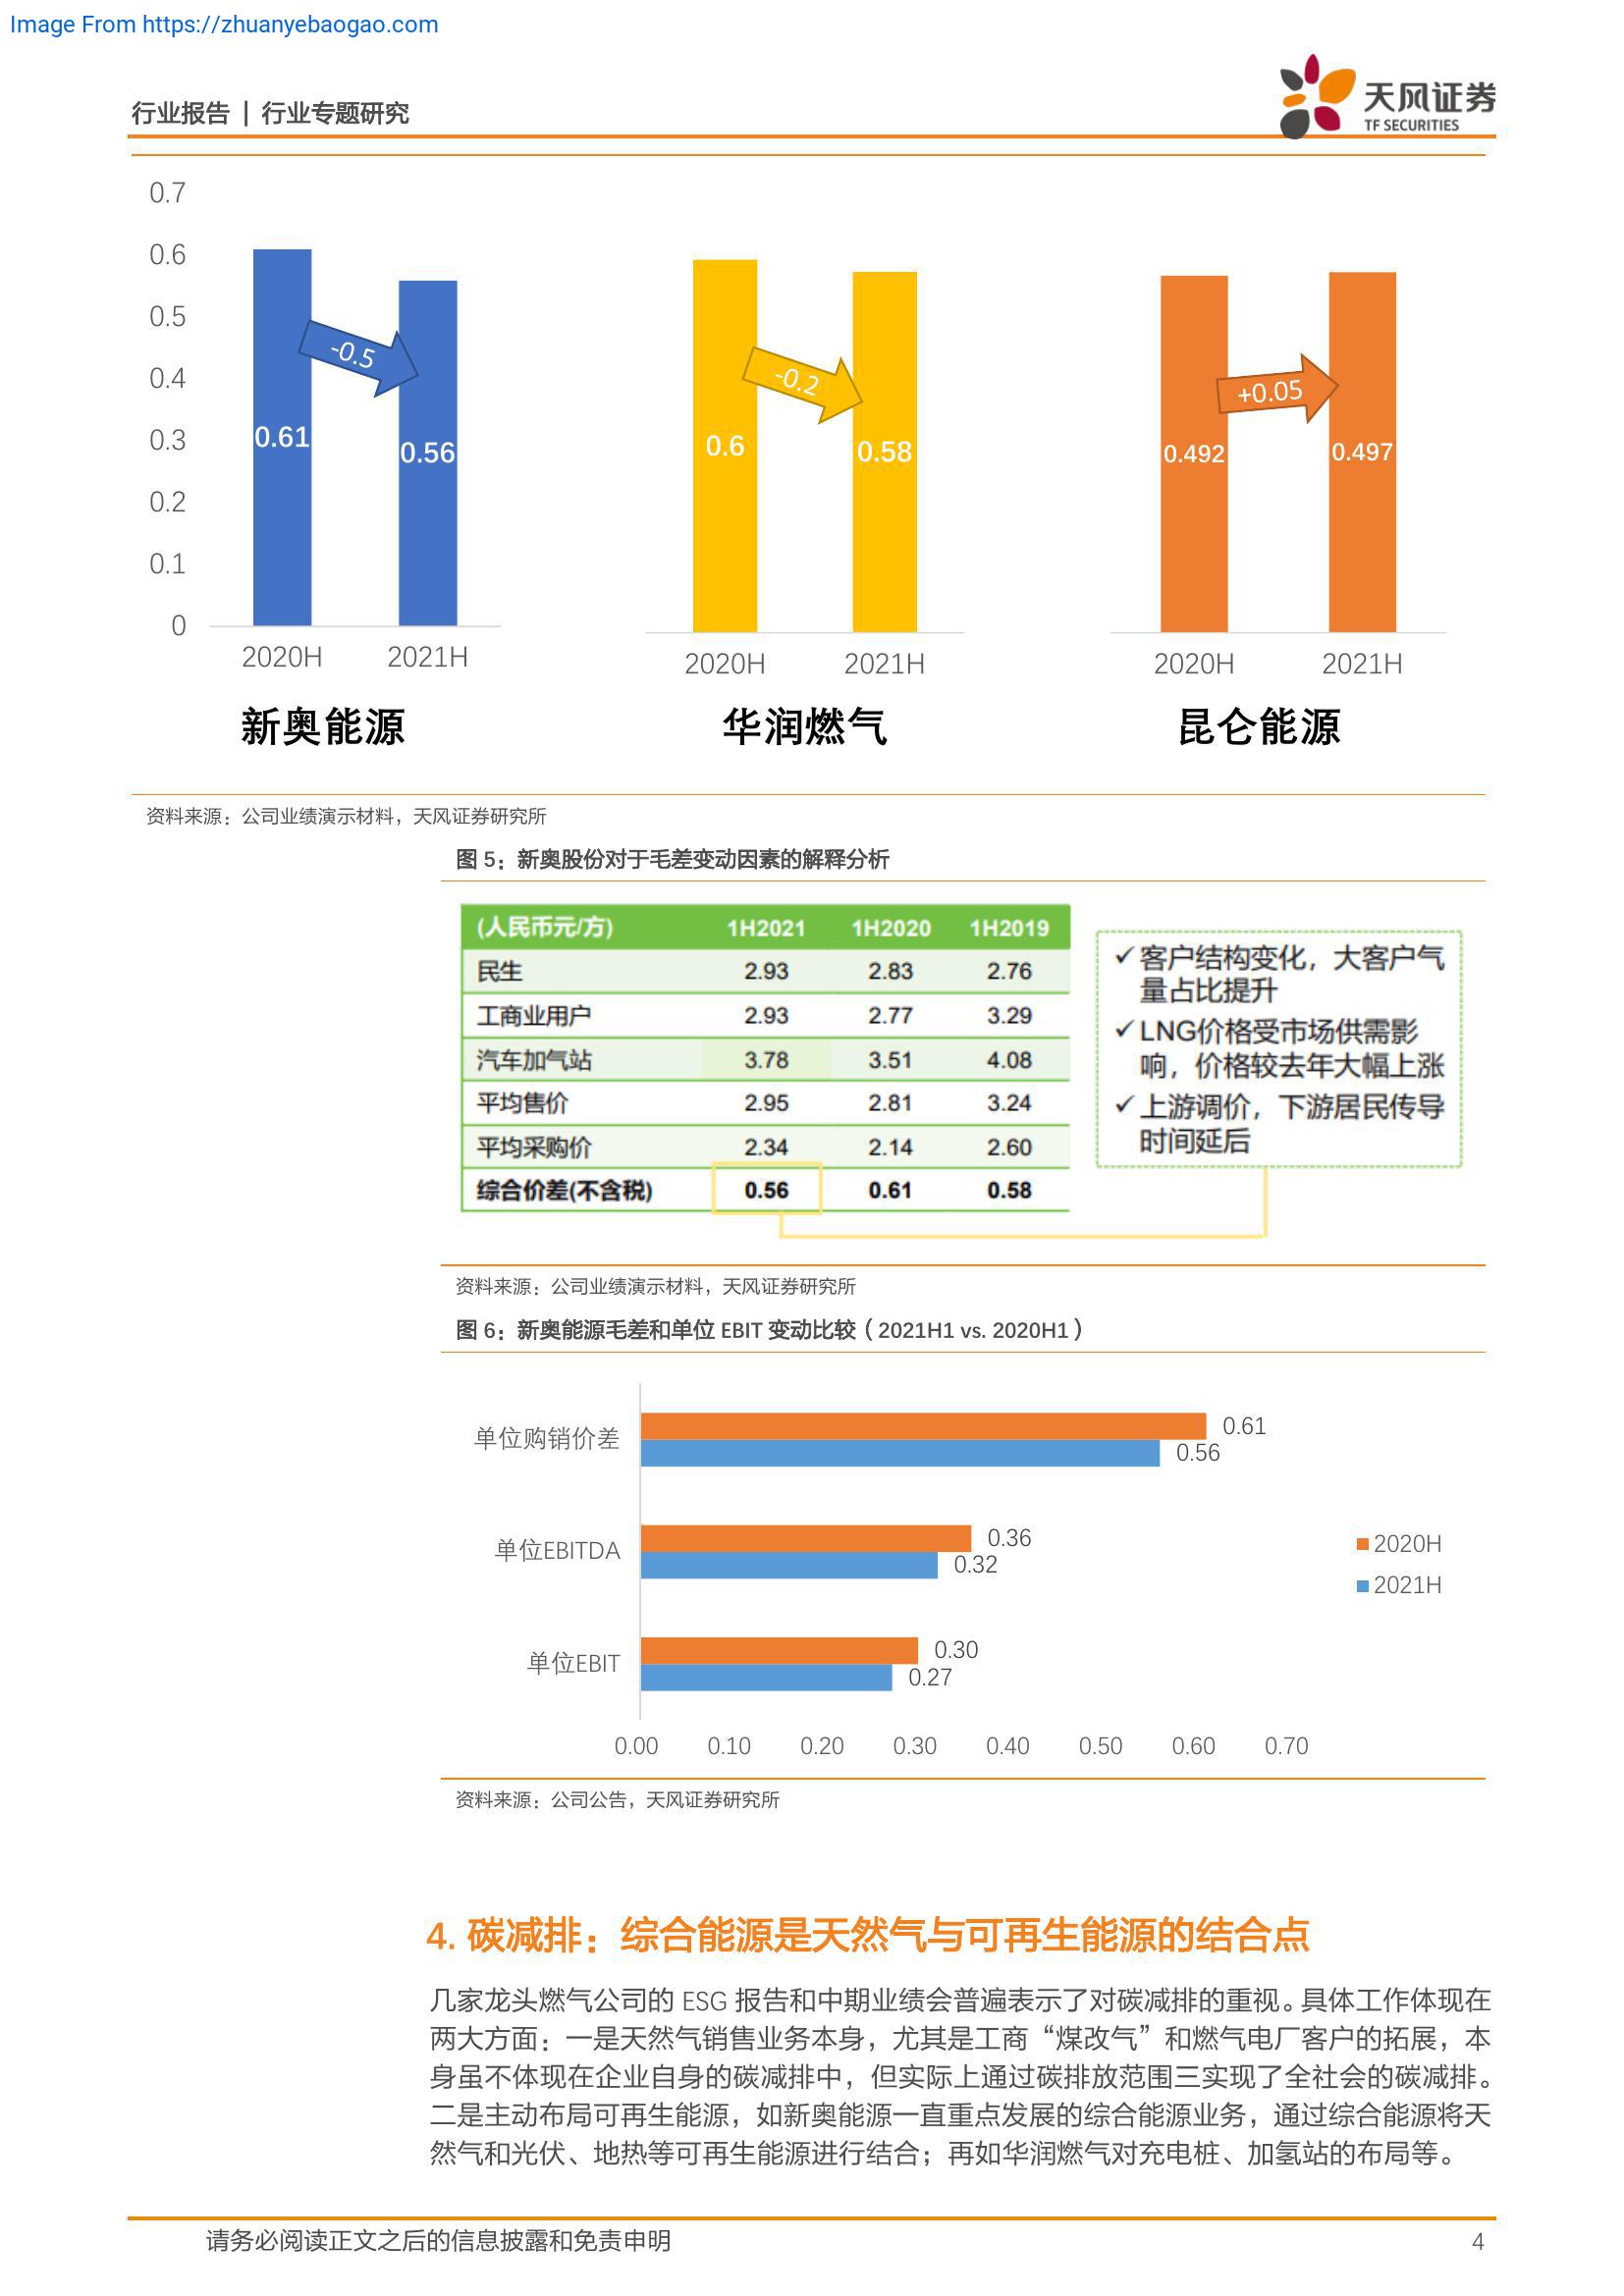 Image From https://zhuanyebaogao.com
行业报告 | 行业专题研究
天风证券
TF SECURITIES
0.7
0.6
0.5
0.4
0.3
0.2
0.1
0
-0.5
0.61
0.56
2020H 2021H
新奥能源
-0.2
0.6
0.58
2020H 2021H
华润燃气
+0.05
0.492
0.497
2020H 2021H
昆仑能源
资料来源：公司业绩演示材料，天风证券研究所
图 5：新奥股份对于毛差变动因素的解释分析
(人民币元/方) 1H2021 1H2020 1H2019
民生 2.93 2.83 2.76
工商业用户 2.93 2.77 3.29
汽车加气站 3.78 3.51 4.08
平均售价 2.95 2.81 3.24
平均采购价 2.34 2.14 2.60
综合价差(不含税) 0.56 0.61 0.58
✓客户结构变化，大客户气
量占比提升
✓LNG价格受市场供需影
响，价格较去年大幅上涨
✓上游调价，下游居民传导
时间延后
资料来源：公司业绩演示材料，天风证券研究所
图 6：新奥能源毛差和单位 EBIT 变动比较（2021H1 vs. 2020H1）
单位购销价差
0.61
0.56
单位EBITDA
0.36
0.32
单位EBIT
0.30
0.27
2020H
2021H
0.00 0.10 0.20 0.30 0.40 0.50 0.60 0.70
资料来源：公司公告，天风证券研究所
4. 碳减排：综合能源是天然气与可再生能源的结合点
几家龙头燃气公司的 ESG 报告和中期业绩会普遍表示了对碳减排的重视。具体工作体现在
两大方面：一是天然气销售业务本身，尤其是工商“煤改气”和燃气电厂客户的拓展，本
身虽不体现在企业自身的碳减排中，但实际上通过碳排放范围三实现了全社会的碳减排。
二是主动布局可再生能源，如新奥能源一直重点发展的综合能源业务，通过综合能源将天
然气和光伏、地热等可再生能源进行结合；再如华润燃气对充电桩、加氢站的布局等。
请务必阅读正文之后的信息披露和免责申明 4